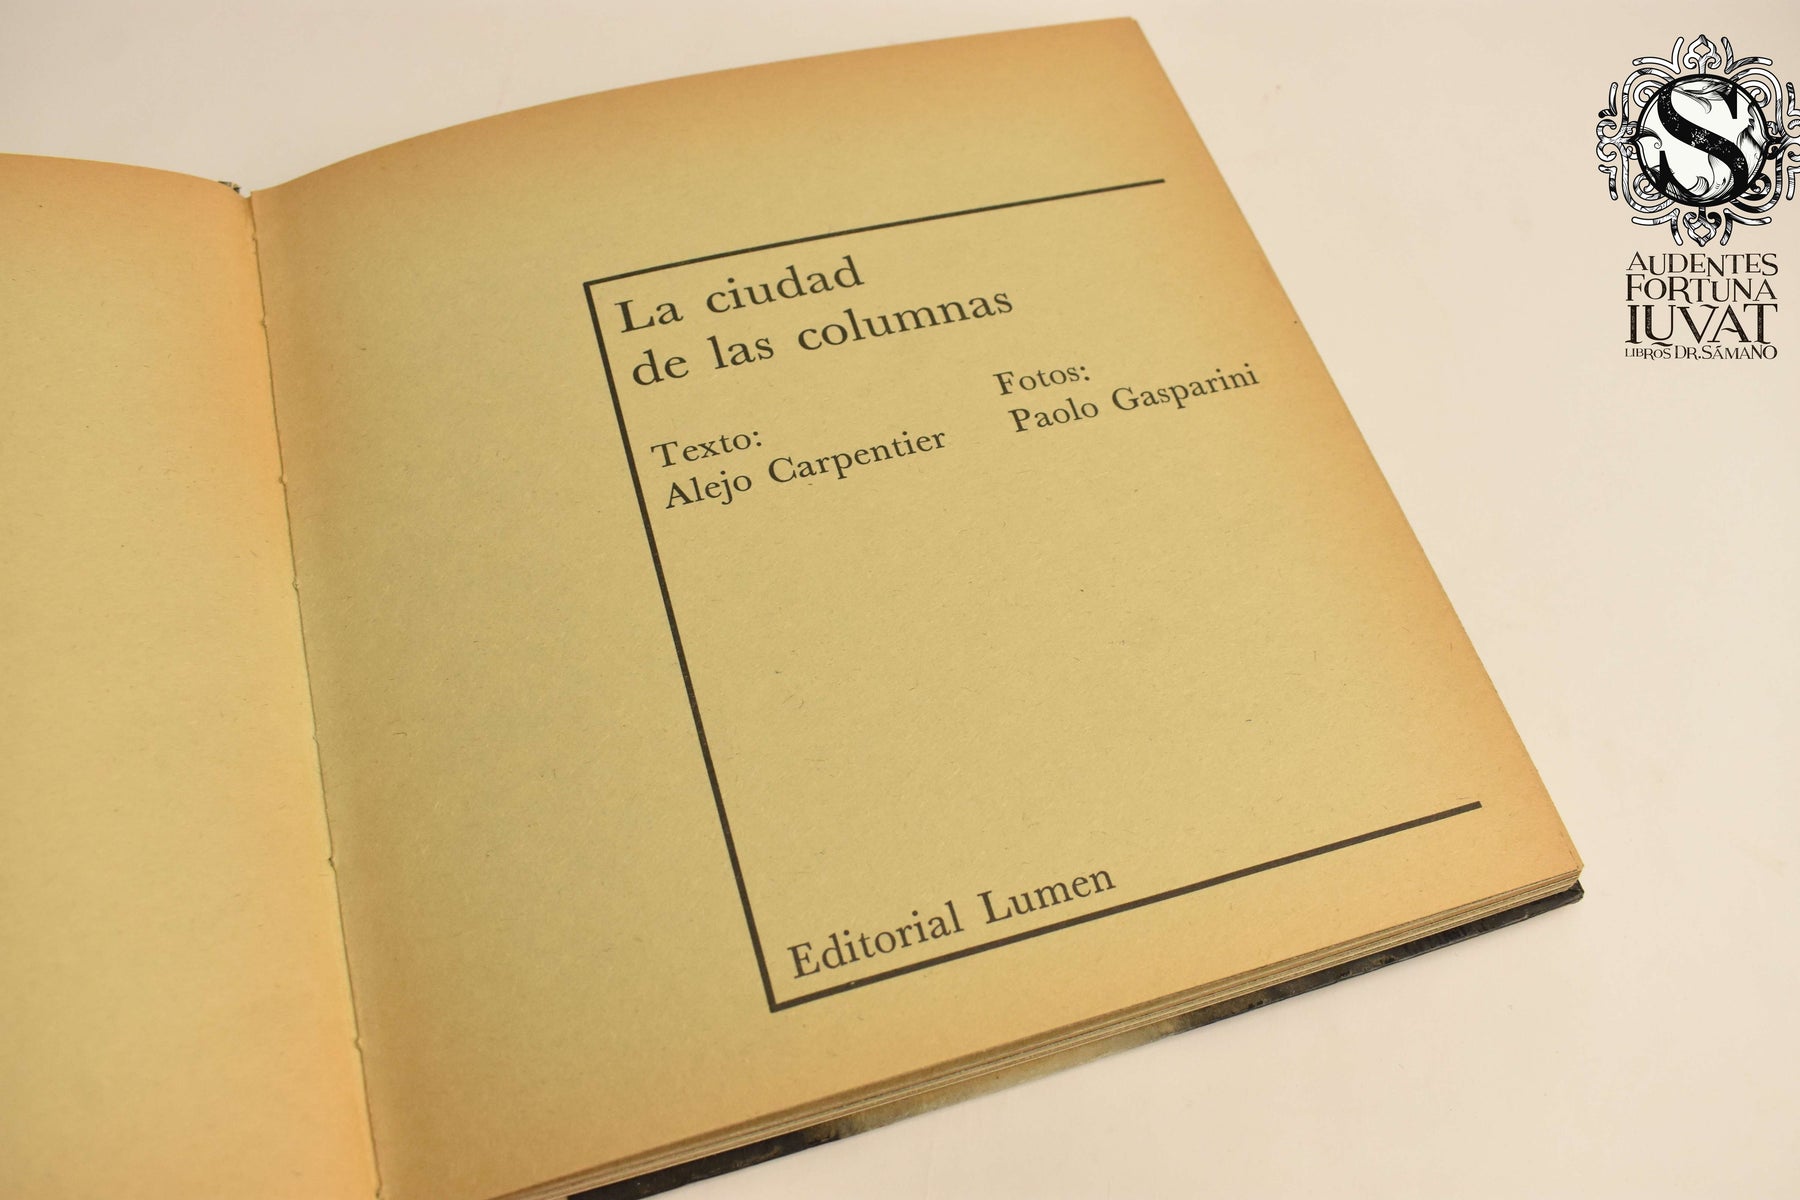 La ciudad
de las columnas
Texto:
Alejo Carpentier
Fotos:
Paolo Gasparini
Editorial Lumen
S
AUDENTES
FORTUNA
IUVAT
LIBROS DR. SÁMANO